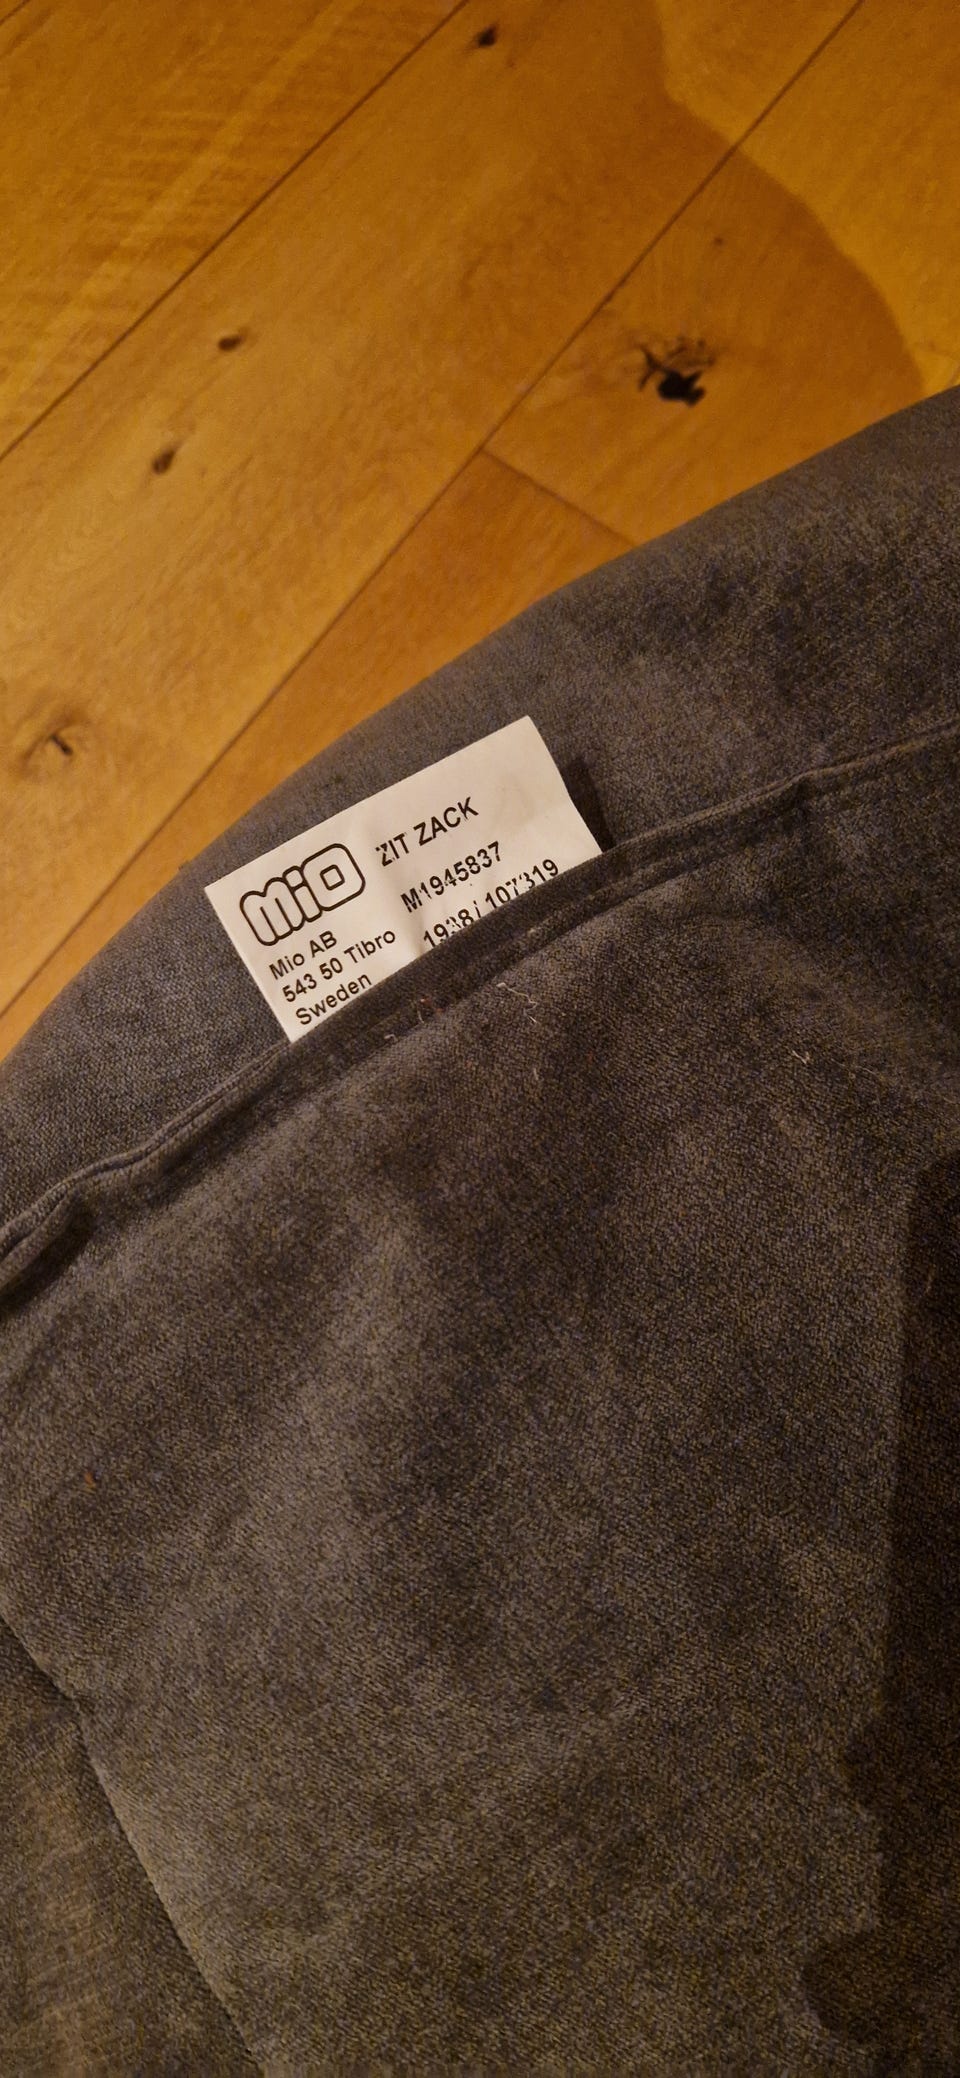 mio
ZIT ZACK
M1945837
Mio AB
543 50 Tibro
Sweden